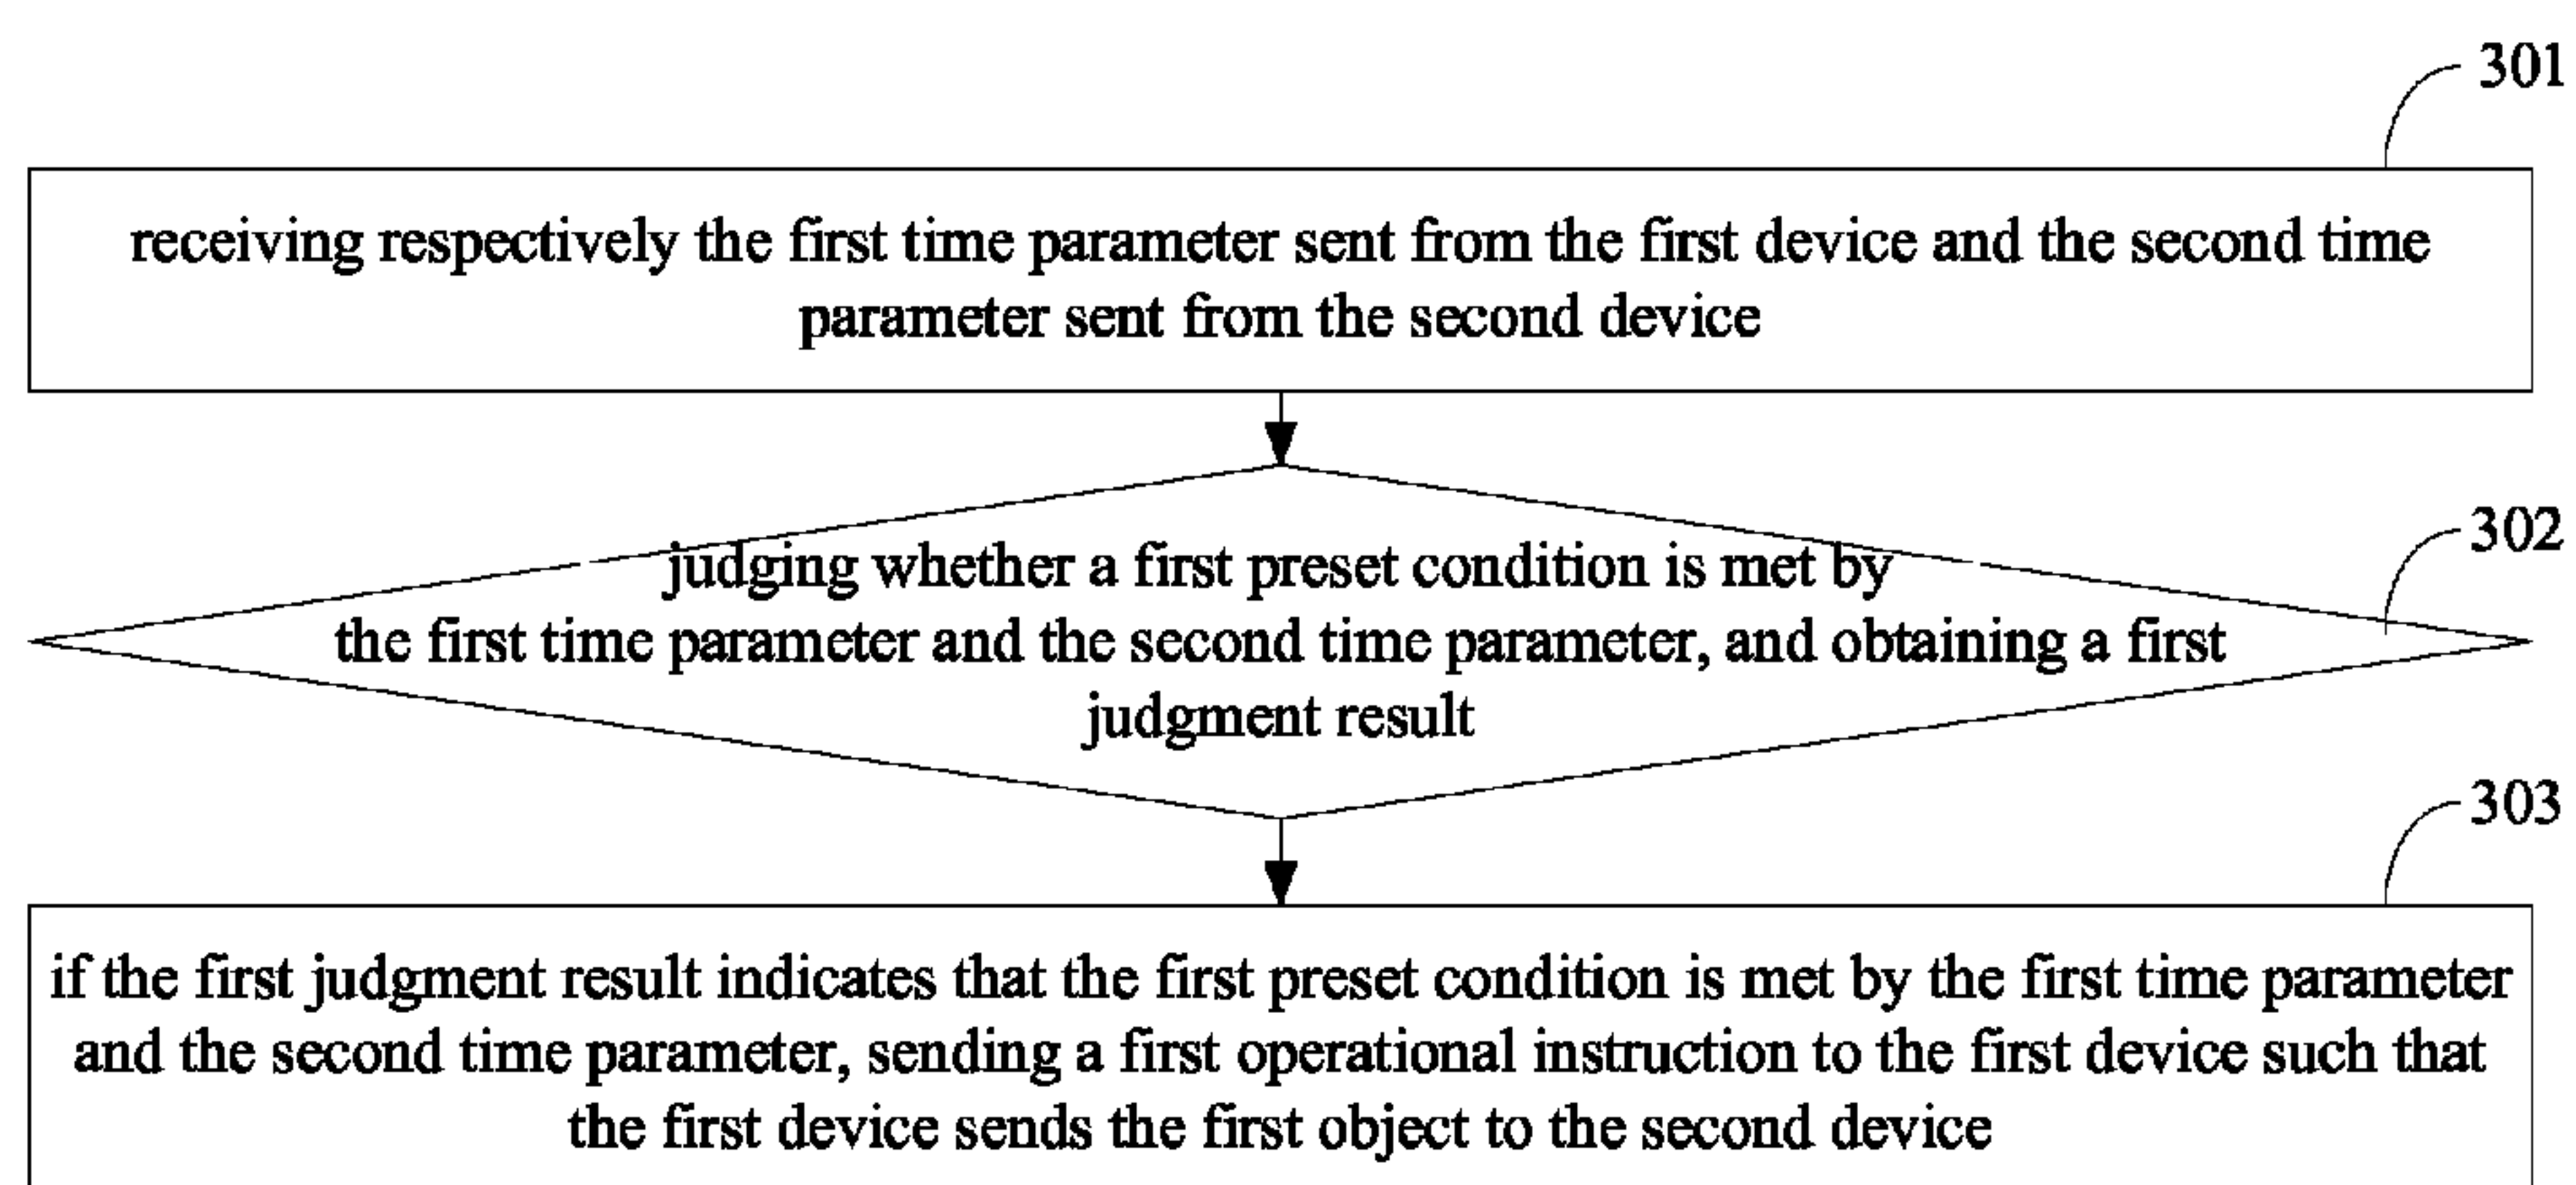 301
receiving respectively the first time parameter sent from the first device and the second time
parameter sent from the second device
302
judging whether a first preset condition is met by
the first time parameter and the second time parameter, and obtaining a first
judgment result
303
if the first judgment result indicates that the first preset condition is met by the first time parameter
and the second time parameter, sending a first operational instruction to the first device such that
the first device sends the first object to the second device